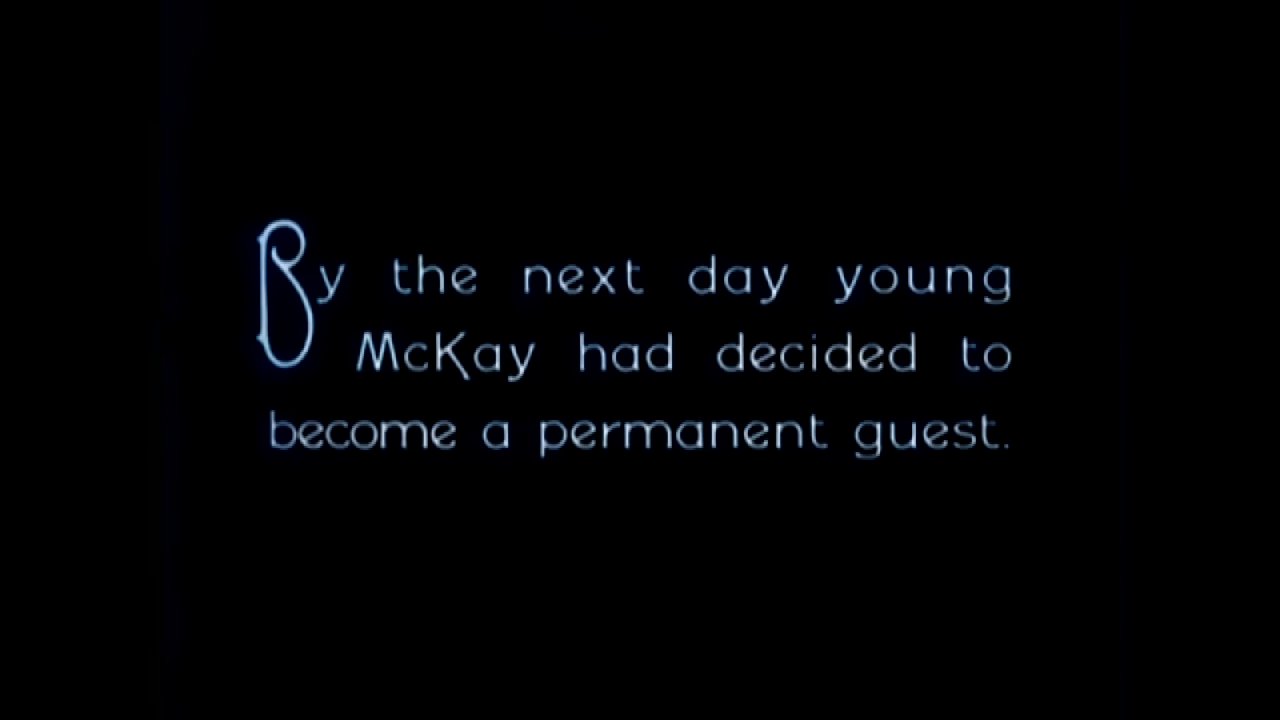 By the next day young
McKay had decided to
become a permanent guest.